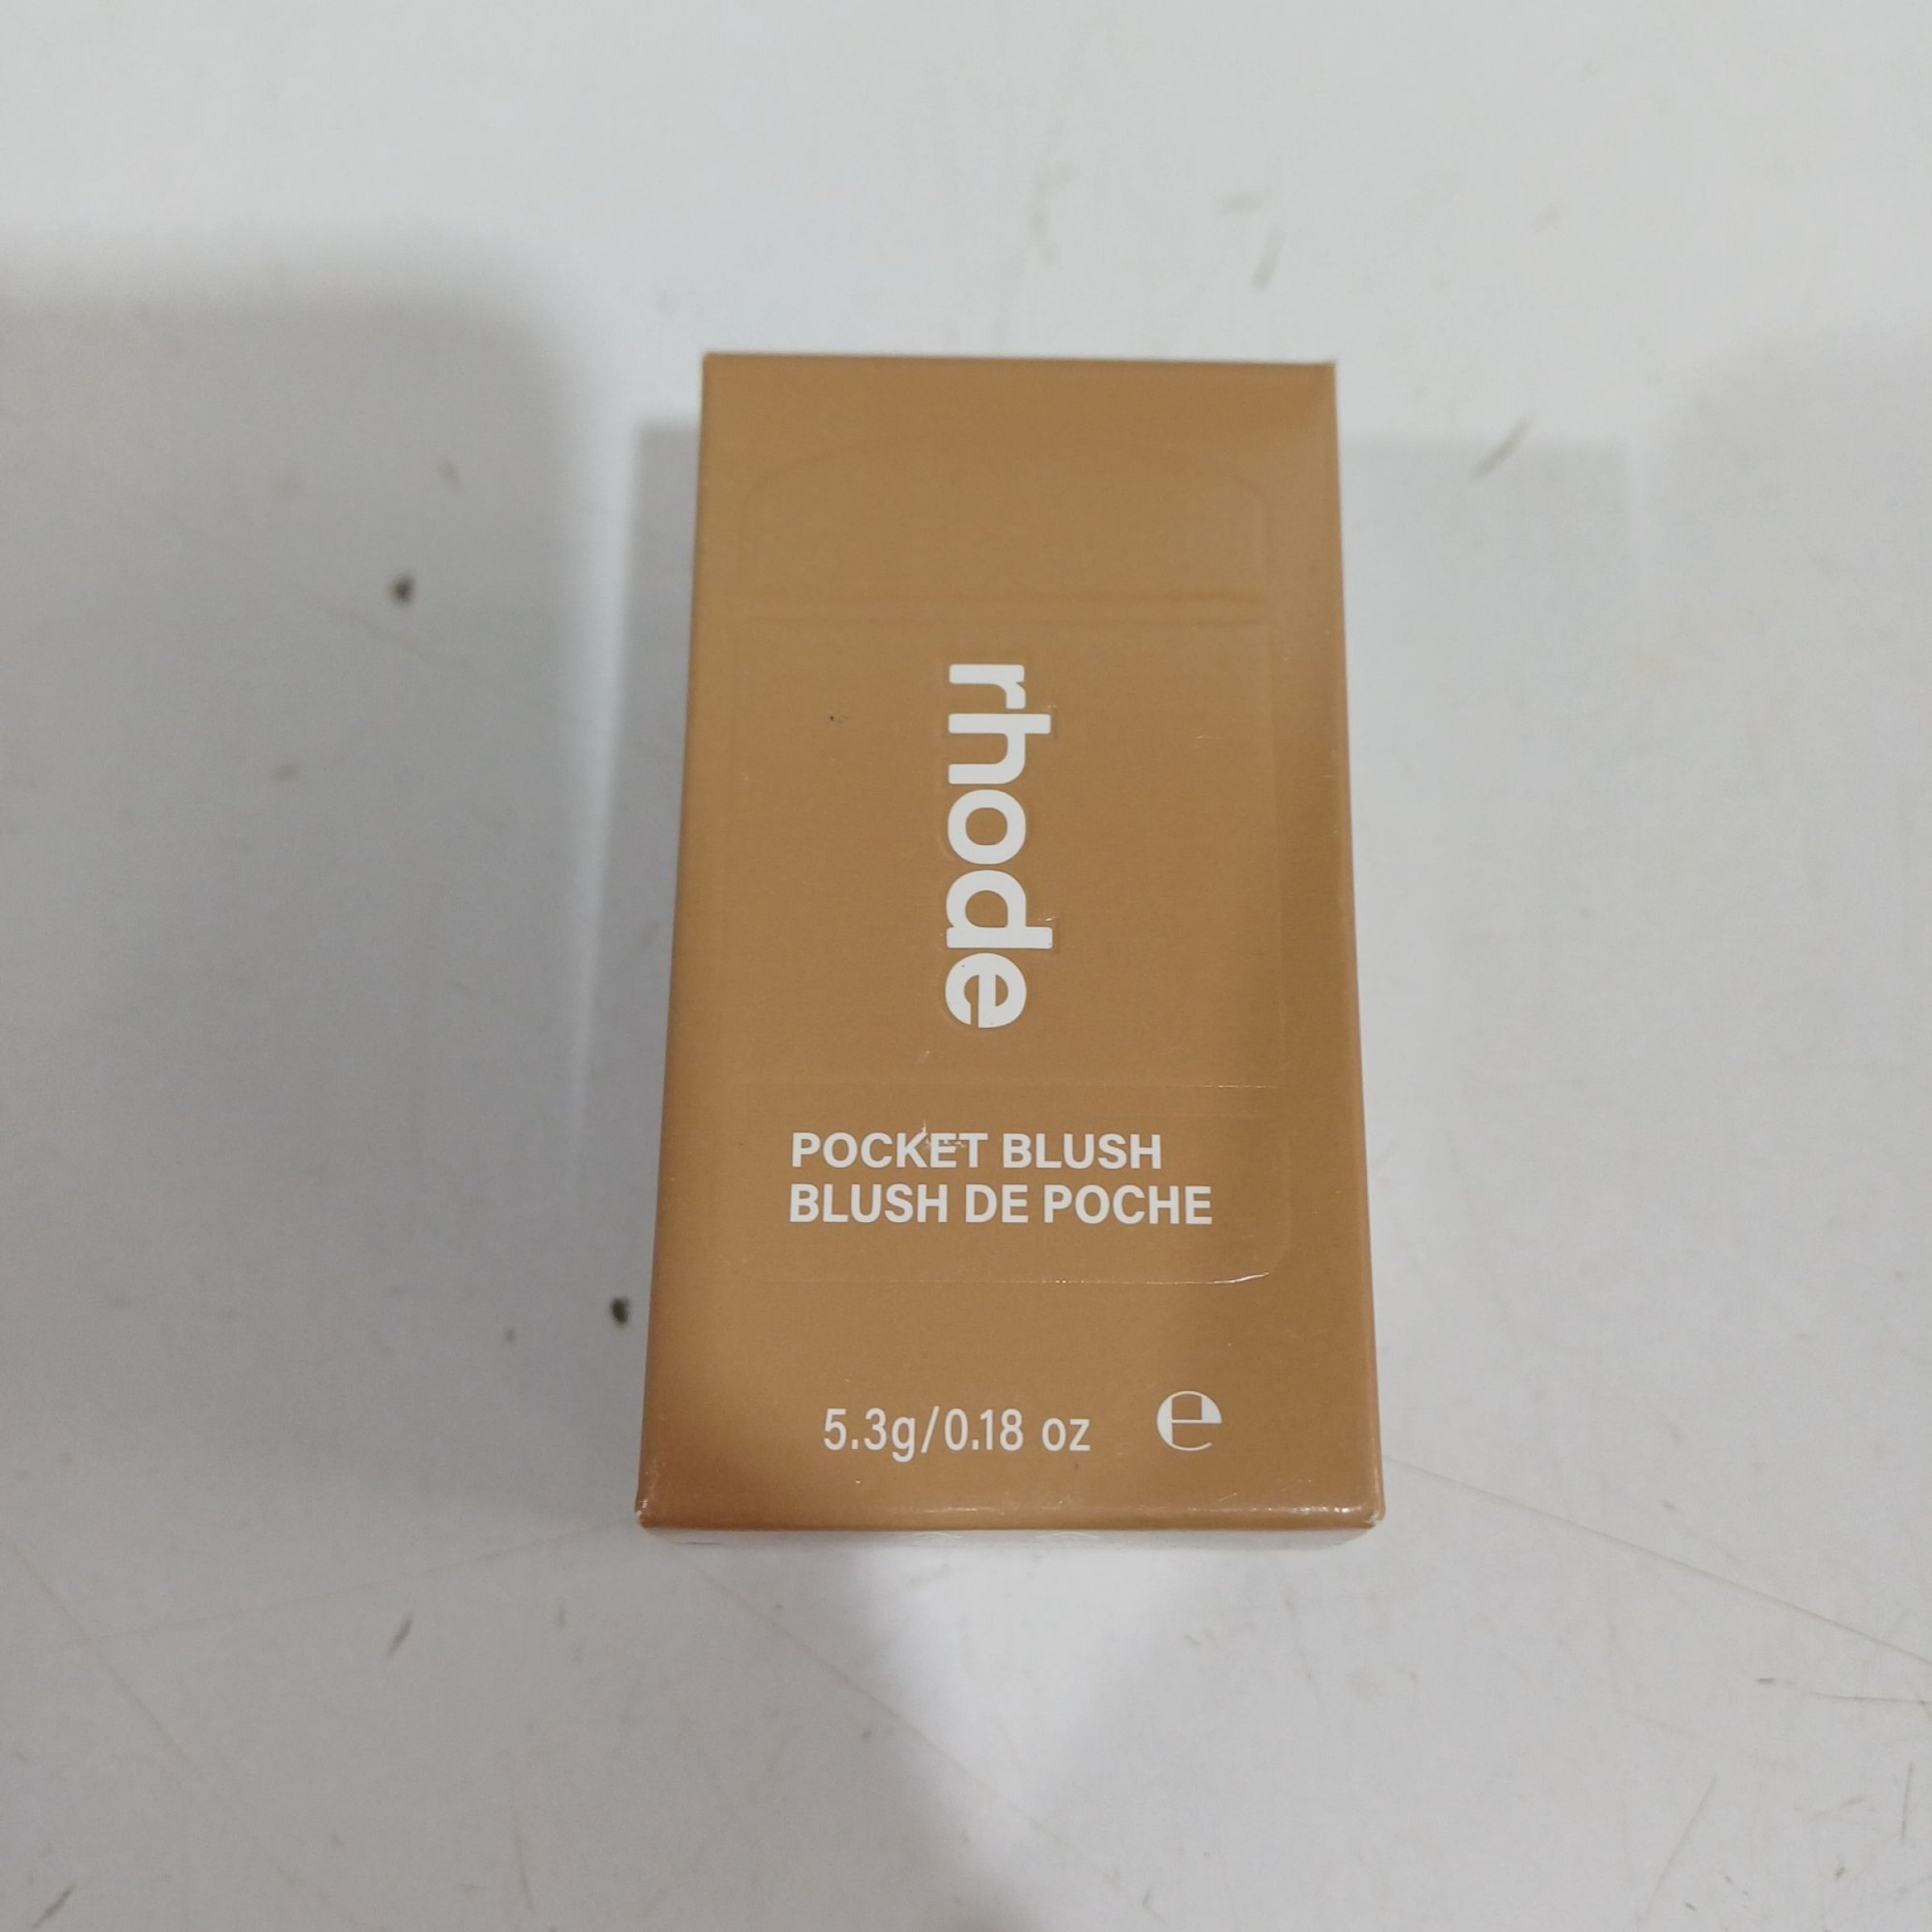 rhode
POCKET BLUSH
BLUSH DE POCHE
5.3g/0.18 oz ℮